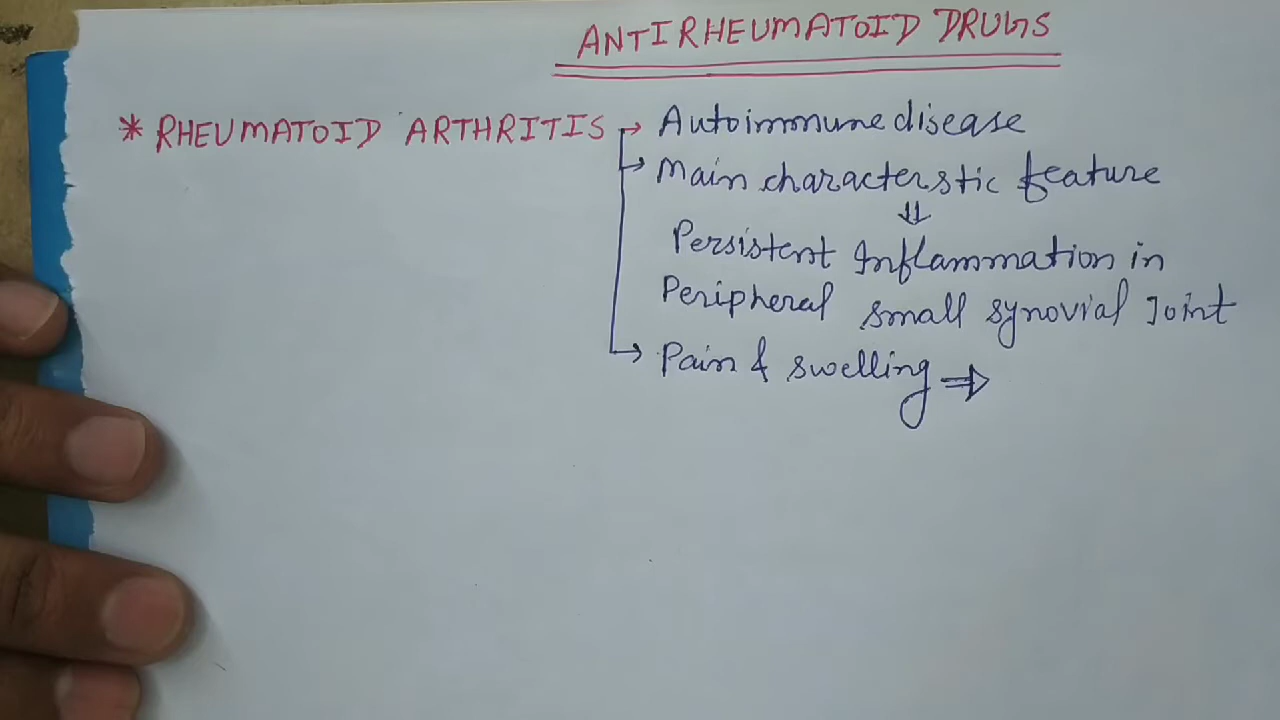 ANTIRHEUMATOID DRUGS
* RHEUMATOID ARTHRITIS → Autoimmune disease
→ Main characterstic feature
⇓
Persistent Inflammation in
Peripheral small synovial Joint
→ Pain & swelling ⇒